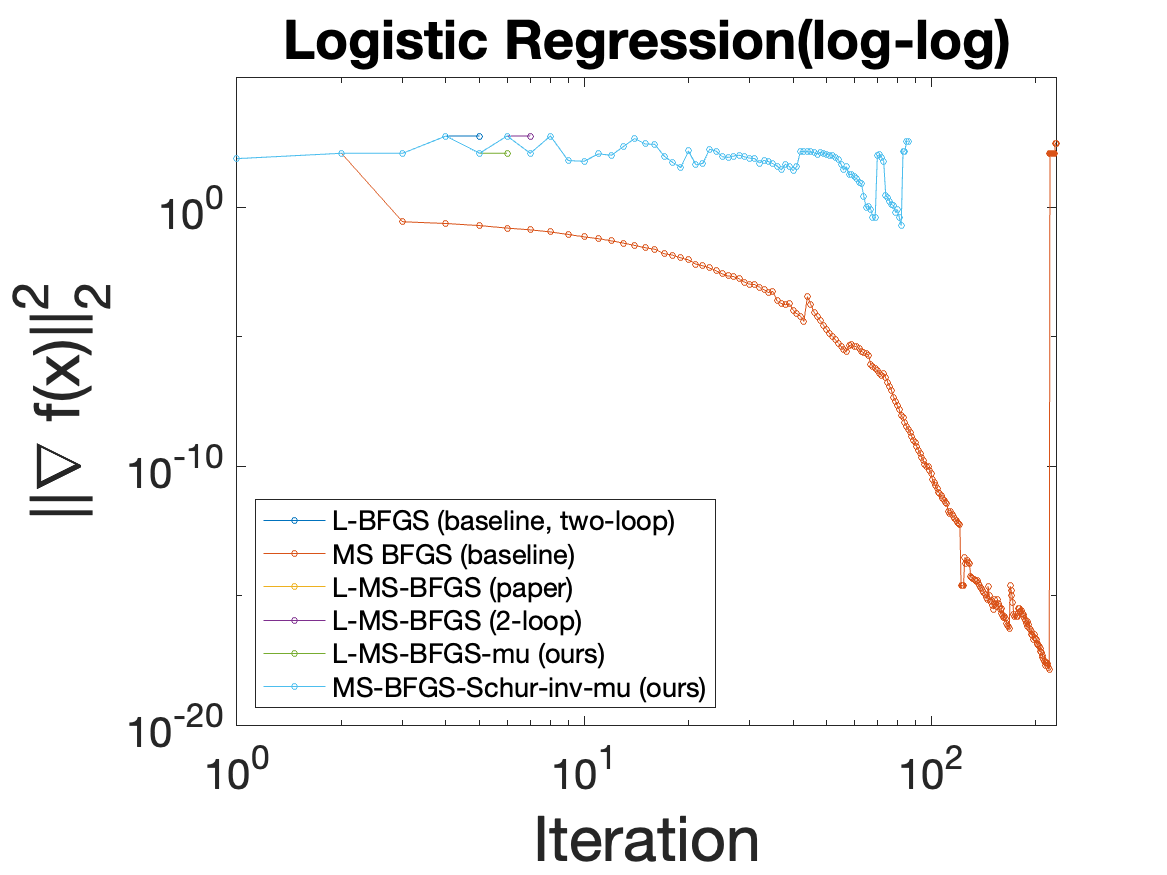 Logistic Regression(log-log)
||∇ f(x)||₂²
10⁰
10⁻¹⁰
10⁻²⁰
L-BFGS (baseline, two-loop)
MS BFGS (baseline)
L-MS-BFGS (paper)
L-MS-BFGS (2-loop)
L-MS-BFGS-mu (ours)
MS-BFGS-Schur-inv-mu (ours)
10⁰ 10¹ 10²
Iteration